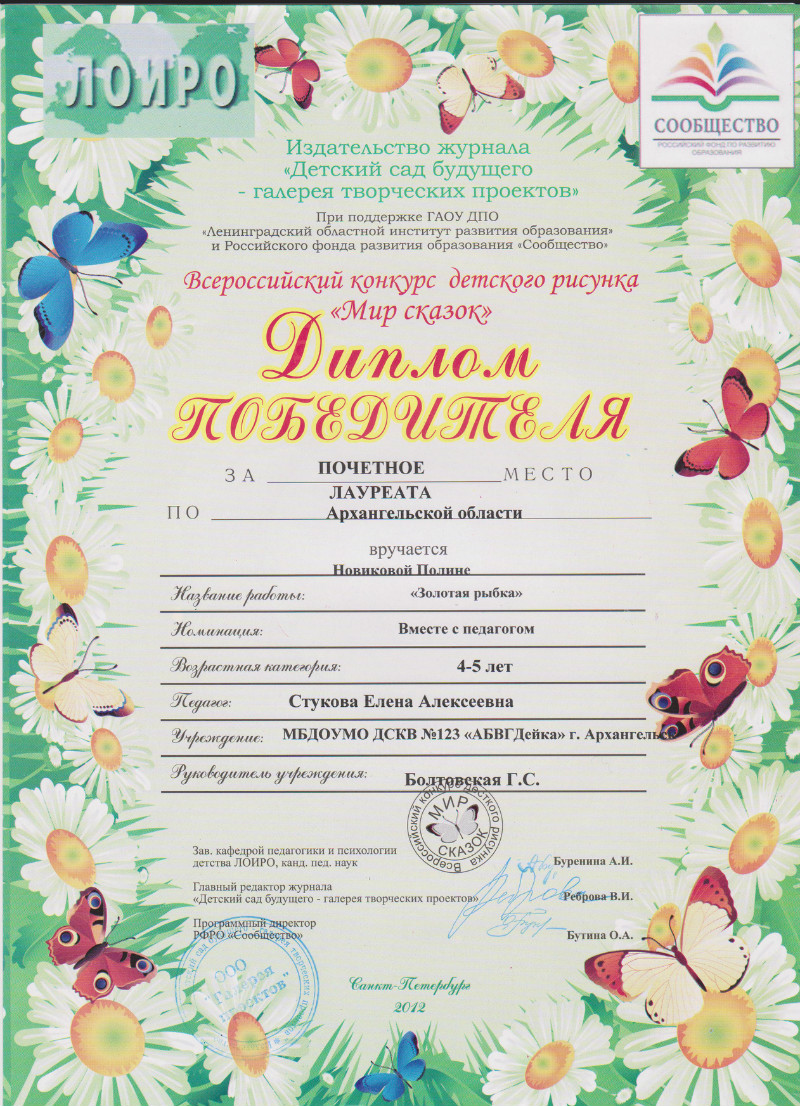 ЛОИРО
СООБЩЕСТВО
РОССИЙСКИЙ ФОНД ПО РАЗВИТИЮ
ОБРАЗОВАНИЯ
Издательство журнала
«Детский сад будущего
- галерея творческих проектов»
При поддержке ГАОУ ДПО
«Ленинградский областной институт развития образования»
и Российского фонда развития образования «Сообщество»
Всероссийский конкурс детского рисунка
«Мир сказок»
Диплом
ПОБЕДИТЕЛЯ
ЗА ПОЧЕТНОЕ МЕСТО
ЛАУРЕАТА
ПО Архангельской области
вручается
Новиковой Полине
Название работы: «Золотая рыбка»
Номинация: Вместе с педагогом
Возрастная категория: 4-5 лет
Педагог: Стукова Елена Алексеевна
Учреждение: МБДОУМО ДСКВ №123 «АБВГДейка» г. Архангельск
Руководитель учреждения: Болтовская Г.С.
Всероссийский конкурс детского рисунка
МИР
СКАЗОК
Зав. кафедрой педагогики и психологии
детства ЛОИРО, канд. пед. наук Буренина А.И.
Главный редактор журнала
«Детский сад будущего - галерея творческих проектов» Реброва В.И.
Программный директор
РФРО «Сообщество» Бутина О.А.
ООО
"Галерея
проектов"
Санкт-Петербург
2012